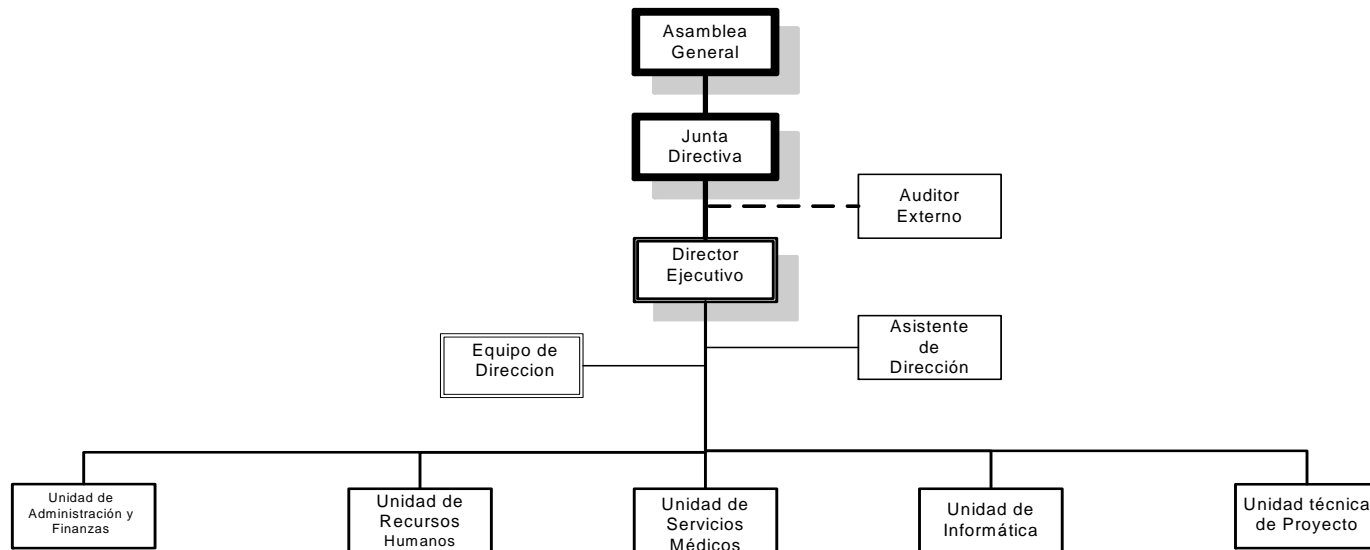 Asamblea
General
Junta
Directiva
Auditor
Externo
Director
Ejecutivo
Asistente
de
Dirección
Equipo de
Direccion
Unidad de
Administración y
Finanzas
Unidad de
Recursos
Humanos
Unidad de
Servicios
Médicos
Unidad de
Informática
Unidad técnica
de Proyecto